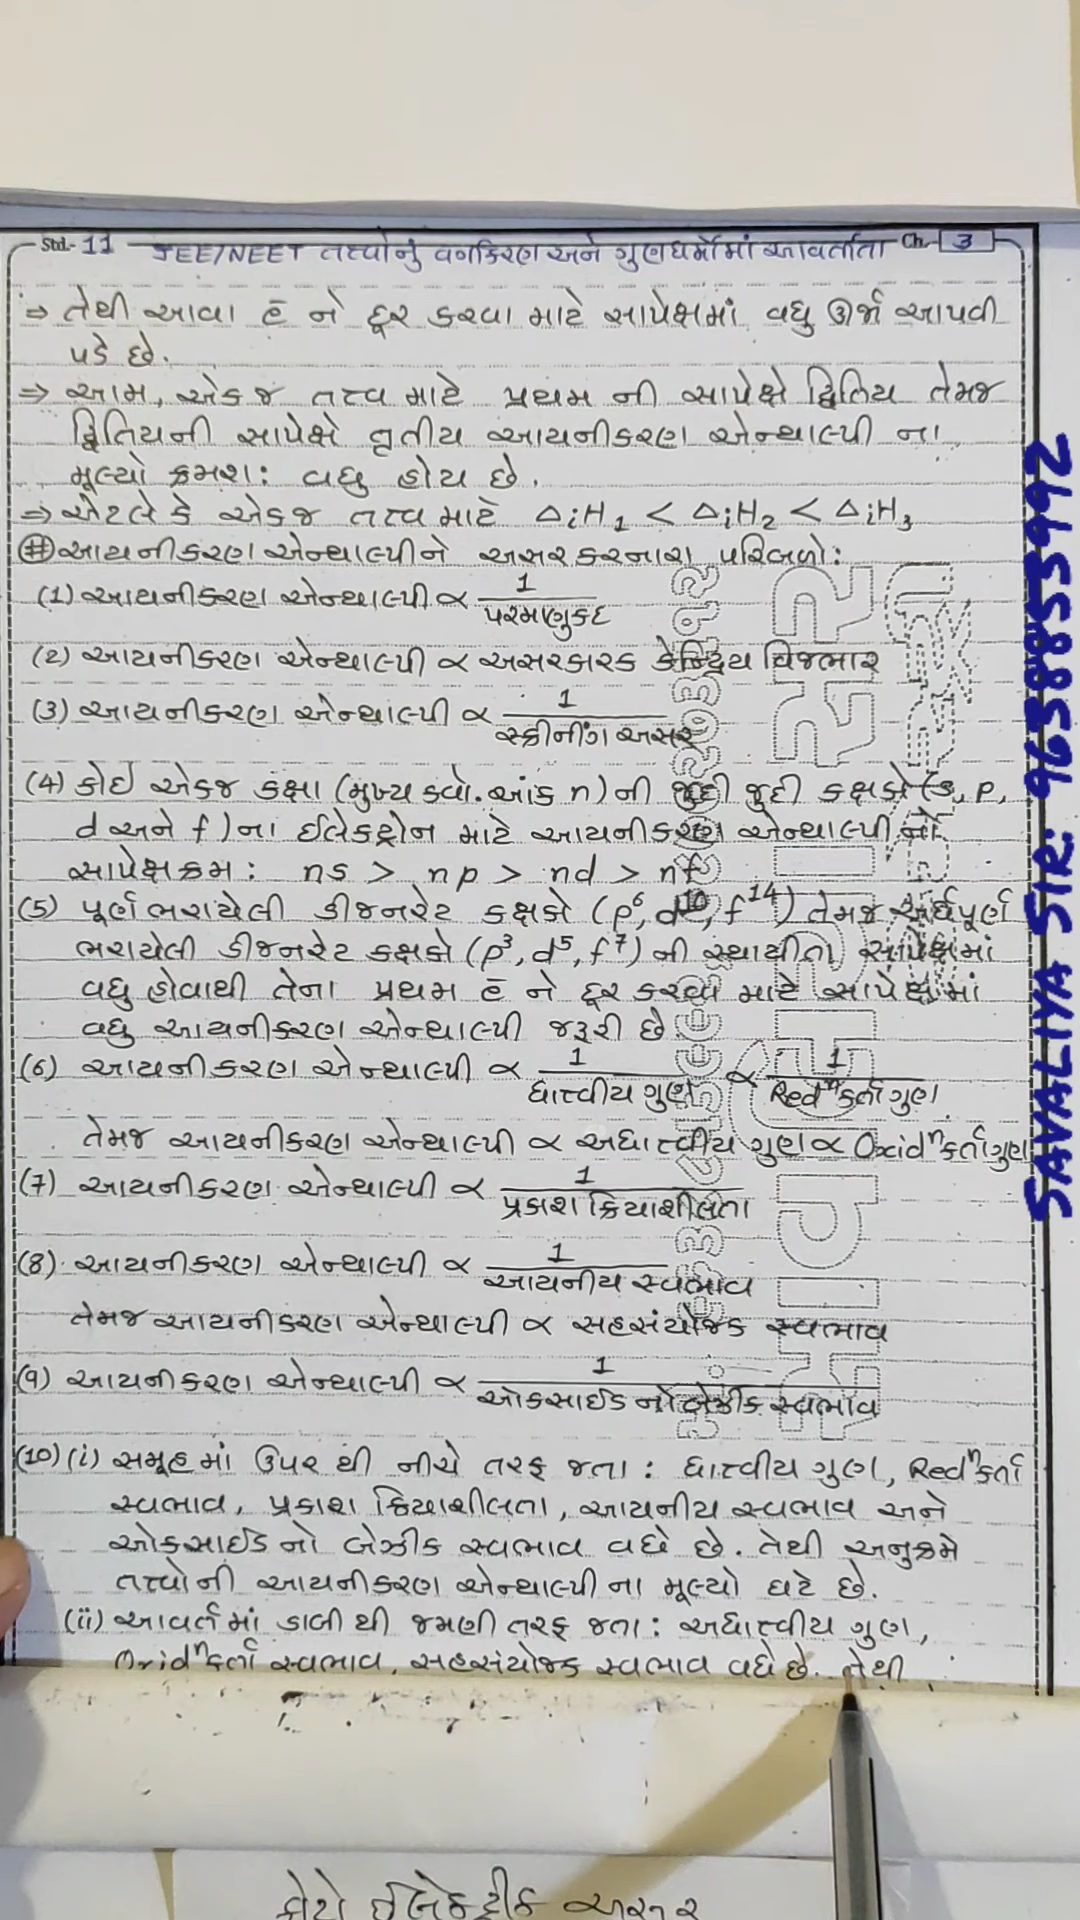 Std.- 11 JEE/NEET તત્ત્વોનું વર્ગીકરણ અને ગુણધર્મોમાં આવર્તતા Ch.- 3
⇒ તેથી આવા ē ને દૂર કરવા માટે સાપેક્ષમાં વધુ ઊર્જા આપવી
પડે છે.
⇒ આમ, એક જ તત્ત્વ માટે પ્રથમ ની સાપેક્ષે દ્વિતિય તેમજ
દ્વિતિયની સાપેક્ષે તૃતીય આયનીકરણ એન્થાલ્પી ના
મૂલ્યો ક્રમશ: વધુ હોય છે.
⇒ એટલે કે એકજ તત્ત્વ માટે ΔiH1 < ΔiH2 < ΔiH3
# આયનીકરણ એન્થાલ્પીને અસર કરનારા પરિબળો:
(1) આયનીકરણ એન્થાલ્પી ∝ 1 / પરમાણુકદ
(2) આયનીકરણ એન્થાલ્પી ∝ અસરકારક કેન્દ્રિય વિજભાર
(3) આયનીકરણ એન્થાલ્પી ∝ 1 / સ્ક્રીનીંગ અસર
(4) કોઈ એકજ કક્ષા (મુખ્ય ક્વો. આંક n) ની જુદી જુદી કક્ષકો (s, p,
d અને f) ના ઈલેક્ટ્રોન માટે આયનીકરણ એન્થાલ્પી નો
સાપેક્ષ ક્રમ: ns > np > nd > nf
(5) પૂર્ણ ભરાયેલી ડીજનરેટ કક્ષકો (p⁶, d¹⁰, f¹⁴) તેમજ અર્ધપૂર્ણ
ભરાયેલી ડીજનરેટ કક્ષકો (p³, d⁵, f⁷) ની સ્થાયીતા સાપેક્ષમાં
વધુ હોવાથી તેના પ્રથમ ē ને દૂર કરવા માટે સાપેક્ષમાં
વધુ આયનીકરણ એન્થાલ્પી જરૂરી છે.
(6) આયનીકરણ એન્થાલ્પી ∝ 1 / ધાત્ત્વીય ગુણ ∝ 1 / Redⁿકર્તા ગુણ
તેમજ આયનીકરણ એન્થાલ્પી ∝ અધાત્ત્વીય ગુણ ∝ Oxidⁿકર્તા ગુણ
(7) આયનીકરણ એન્થાલ્પી ∝ 1 / પ્રકાશ ક્રિયાશીલતા
(8) આયનીકરણ એન્થાલ્પી ∝ 1 / આયનીય સ્વભાવ
તેમજ આયનીકરણ એન્થાલ્પી ∝ સહસંયોજક સ્વભાવ
(9) આયનીકરણ એન્થાલ્પી ∝ 1 / ઓક્સાઈડ નો બેઝીક સ્વભાવ
(10) (i) સમૂહ માં ઉપર થી નીચે તરફ જતા: ધાત્ત્વીય ગુણ, Redⁿકર્તા
સ્વભાવ, પ્રકાશ ક્રિયાશીલતા, આયનીય સ્વભાવ અને
ઓક્સાઈડ નો બેઝીક સ્વભાવ વધે છે. તેથી અનુક્રમે
તત્ત્વોની આયનીકરણ એન્થાલ્પી ના મૂલ્યો ઘટે છે.
(ii) આવર્ત માં ડાબી થી જમણી તરફ જતા: અધાત્ત્વીય ગુણ,
Oxidⁿકર્તા સ્વભાવ, સહસંયોજક સ્વભાવ વધે છે. તેથી
SAVALIYA SIR: 9638853992
ફોટો ઈલેક્ટ્રીક અસર